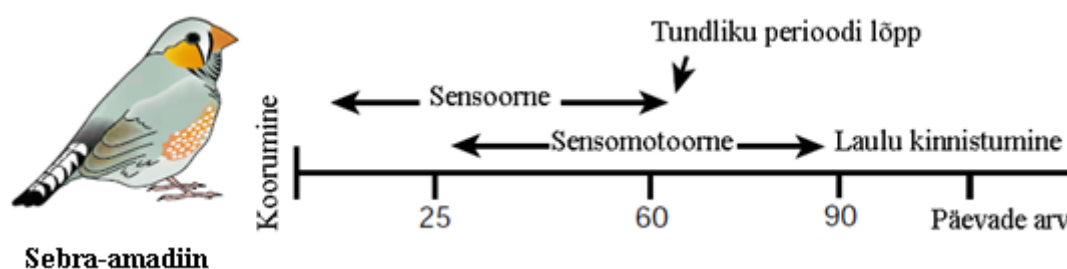 Tundliku perioodi lõpp
Sensoorne
Sensomotoorne
Laulu kinnistumine
Koorumine
25
60
90
Päevade arv
Sebra-amadiin